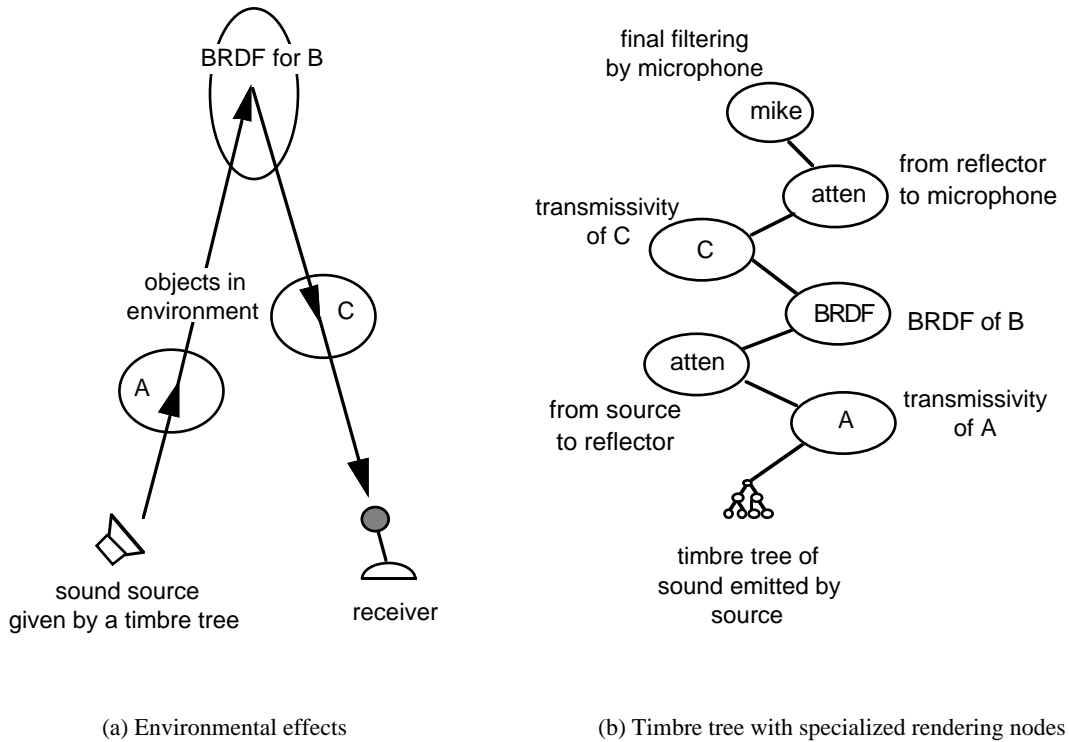 BRDF for B
objects in
environment
C
A
sound source
given by a timbre tree
receiver
(a) Environmental effects
final filtering
by microphone
mike
atten
from reflector
to microphone
transmissivity
of C
C
BRDF
BRDF of B
atten
from source
to reflector
A
transmissivity
of A
timbre tree of
sound emitted by
source
(b) Timbre tree with specialized rendering nodes